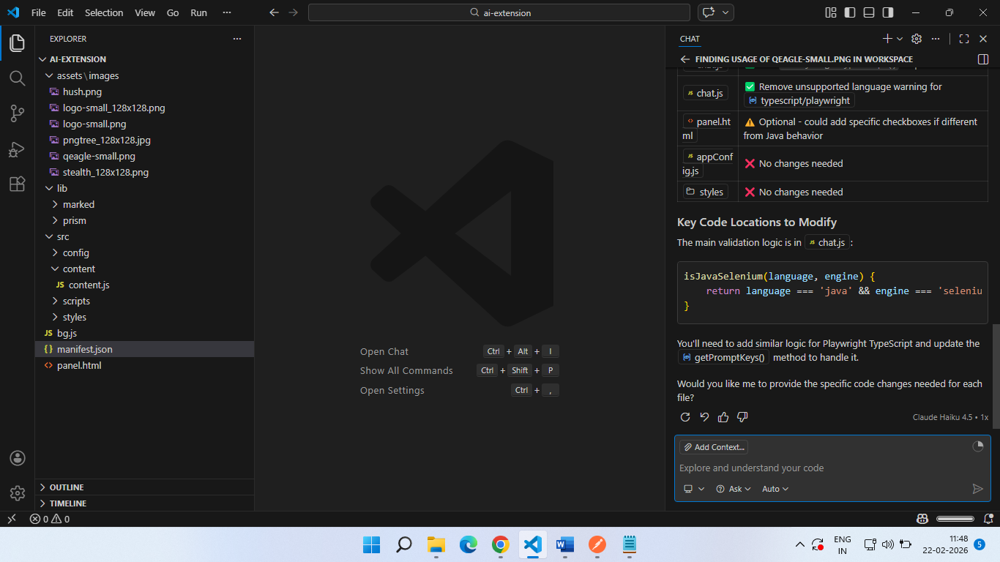 File Edit Selection View Go Run ···
ai-extension
EXPLORER ···
AI-EXTENSION
assets\images
hush.png
logo-small_128x128.png
logo-small.png
pngtree_128x128.jpg
qeagle-small.png
stealth_128x128.png
lib
marked
prism
src
config
content
JS content.js
scripts
styles
JS bg.js
{ } manifest.json
<> panel.html
OUTLINE
TIMELINE
Open Chat Ctrl + Alt + I
Show All Commands Ctrl + Shift + P
Open Settings Ctrl + ,
CHAT
FINDING USAGE OF QEAGLE-SMALL.PNG IN WORKSPACE
JS chat.js
✅ Remove unsupported language warning for
typescript/playwright
<> panel.ht
ml
⚠️ Optional - could add specific checkboxes if different
from Java behavior
JS appConf
ig.js
❌ No changes needed
styles
❌ No changes needed
Key Code Locations to Modify
The main validation logic is in JS chat.js :
isJavaSelenium(language, engine) {
return language === 'java' && engine === 'seleniu
}
You'll need to add similar logic for Playwright TypeScript and update the
getPromptKeys() method to handle it.
Would you like me to provide the specific code changes needed for each
file?
Claude Haiku 4.5 • 1x
Add Context...
Explore and understand your code
Ask Auto
0 0
ENG
IN
11:48
22-02-2026
5